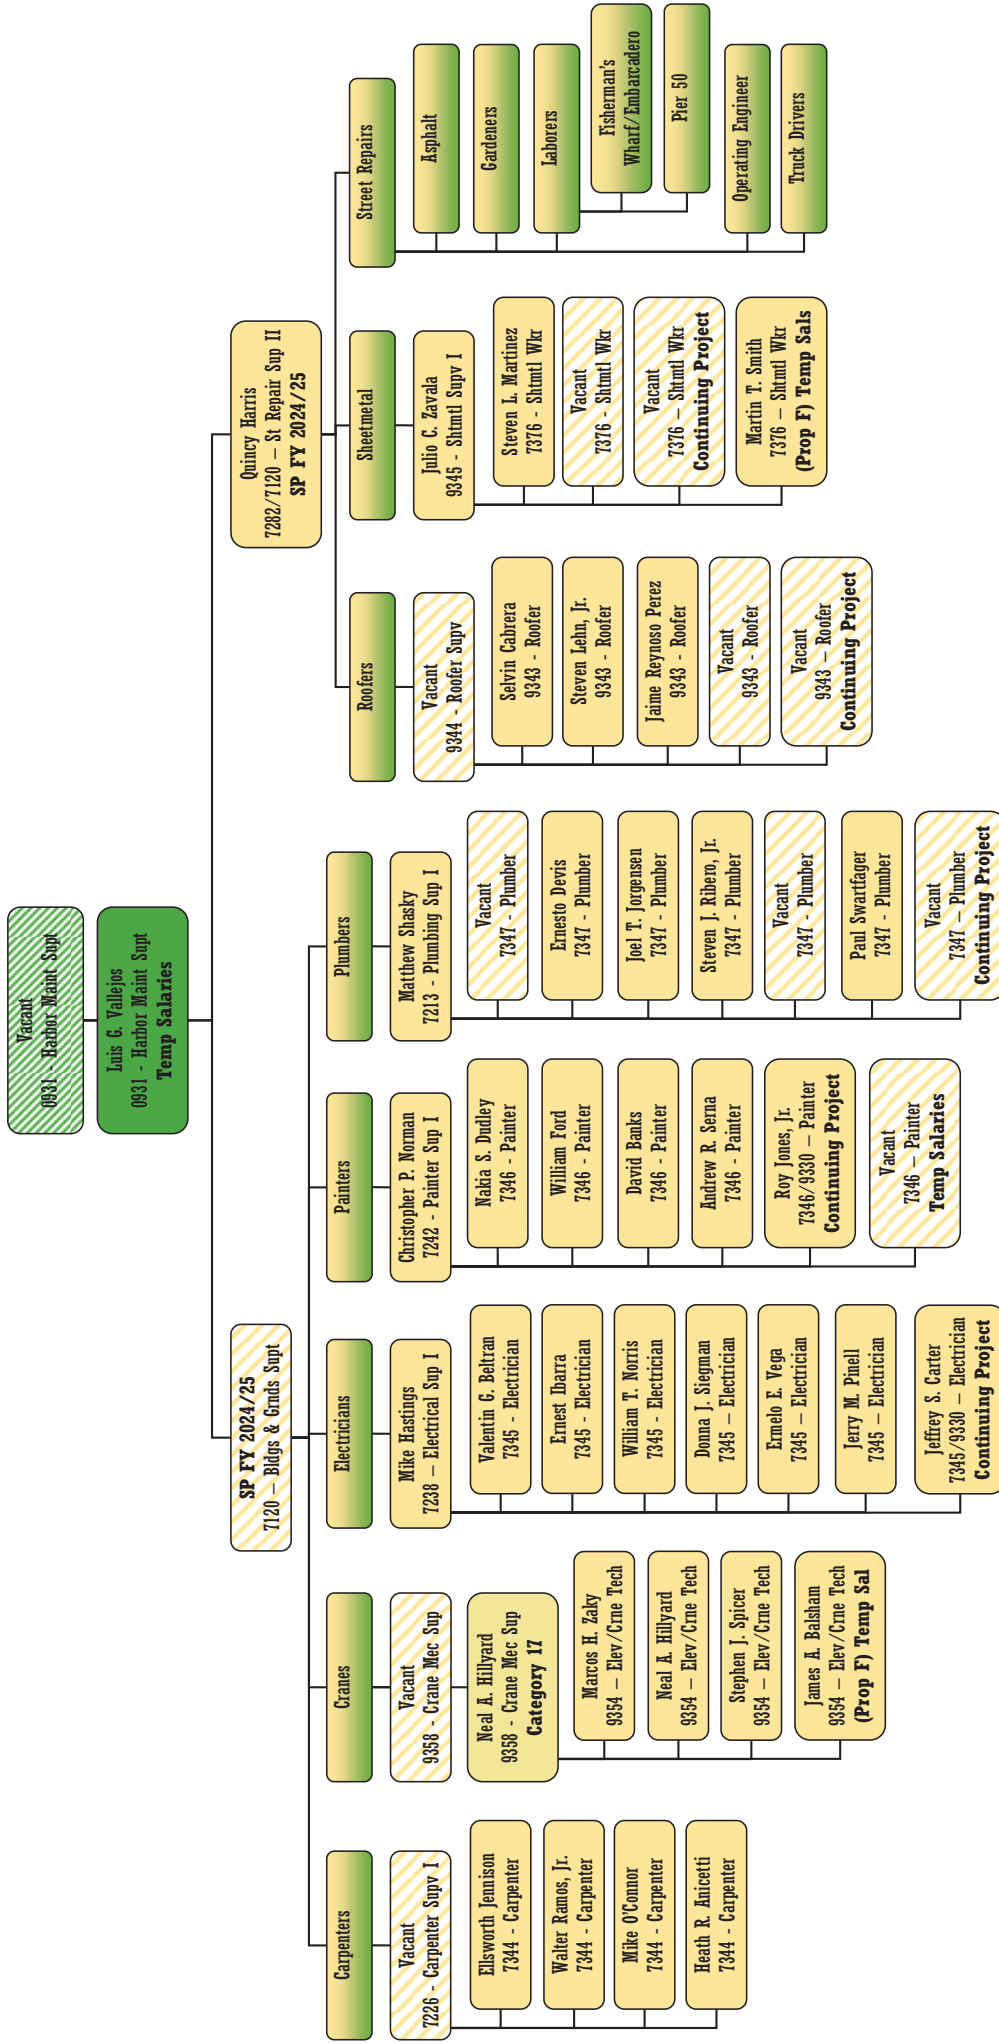 Vacant
0931 - Harbor Maint Supt
Luis G. Vallejos
0931 - Harbor Maint Supt
Temp Salaries
SP FY 2024/25
7120 – Bldgs & Grnds Supt
Carpenters
Vacant
7226 - Carpenter Supv I
Ellsworth Jennison
7344 - Carpenter
Walter Ramos, Jr.
7344 - Carpenter
Mike O'Connor
7344 - Carpenter
Heath R. Anicetti
7344 - Carpenter
Cranes
Vacant
9358 - Crane Mec Sup
Neal A. Hillyard
9358 - Crane Mec Sup
Category 17
Marcos H. Zaky
9354 – Elev/Crne Tech
Neal A. Hillyard
9354 – Elev/Crne Tech
Stephen J. Spicer
9354 – Elev/Crne Tech
James A. Balsham
9354 – Elev/Crne Tech
(Prop F) Temp Sal
Electricians
Mike Hastings
7238 – Electrical Sup I
Valentin G. Beltran
7345 - Electrician
Ernest Ibarra
7345 - Electrician
William T. Norris
7345 - Electrician
Donna J. Siegman
7345 – Electrician
Ermelo E. Vega
7345 – Electrician
Jerry M. Pinell
7345 – Electrician
Jeffrey S. Carter
7345/9330 – Electrician
Continuing Project
Painters
Christopher P. Norman
7242 - Painter Sup I
Nakia S. Dudley
7346 - Painter
William Ford
7346 - Painter
David Banks
7346 - Painter
Andrew R. Serna
7346 - Painter
Roy Jones, Jr.
7346/9330 – Painter
Continuing Project
Vacant
7346 – Painter
Temp Salaries
Plumbers
Matthew Shasky
7213 - Plumbing Sup I
Vacant
7347 - Plumber
Ernesto Devis
7347 - Plumber
Joel T. Jorgensen
7347 - Plumber
Steven J. Ribero, Jr.
7347 - Plumber
Vacant
7347 - Plumber
Paul Swartfager
7347 - Plumber
Vacant
7347 – Plumber
Continuing Project
Quincy Harris
7282/7120 – St Repair Sup II
SP FY 2024/25
Roofers
Vacant
9344 - Roofer Supv
Selvin Cabrera
9343 - Roofer
Steven Lehn, Jr.
9343 - Roofer
Jaime Reynoso Perez
9343 - Roofer
Vacant
9343 - Roofer
Vacant
9343 – Roofer
Continuing Project
Sheetmetal
Julio C. Zavala
9345 - Shtmtl Supv I
Steven L. Martinez
7376 - Shtmtl Wkr
Vacant
7376 - Shtmtl Wkr
Vacant
7376 – Shtmtl Wkr
Continuing Project
Martin T. Smith
7376 – Shtmtl Wkr
(Prop F) Temp Sals
Street Repairs
Asphalt
Gardeners
Laborers
Fisherman's
Wharf/Embarcadero
Pier 50
Operating Engineer
Truck Drivers